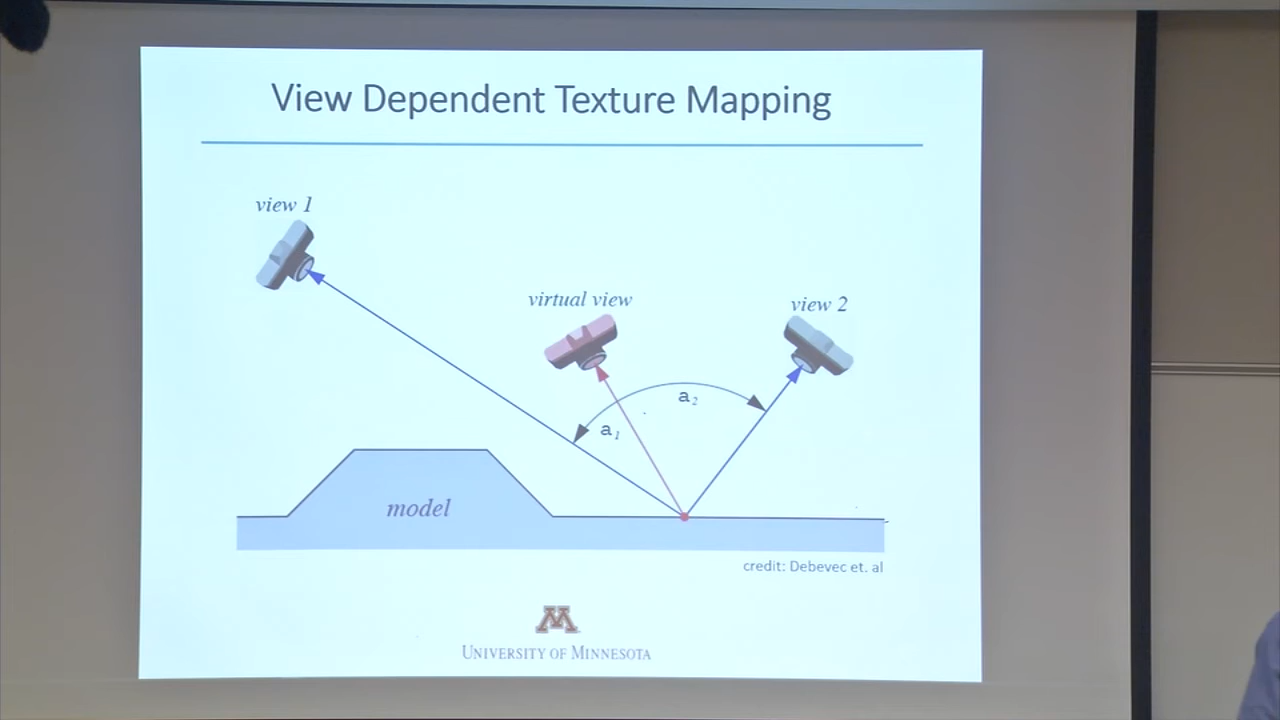 View Dependent Texture Mapping
view 1
virtual view
view 2
a₂
a₁
model
credit: Debevec et. al
M
UNIVERSITY OF MINNESOTA